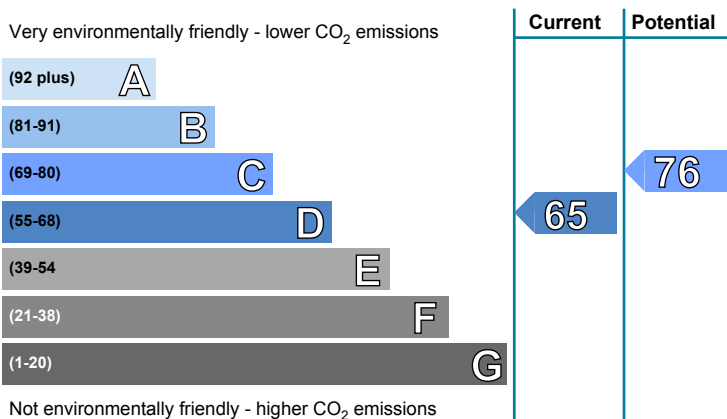 Very environmentally friendly - lower CO₂ emissions
Current
Potential
(92 plus) A
(81-91) B
(69-80) C
76
(55-68) D
65
(39-54 E
(21-38) F
(1-20) G
Not environmentally friendly - higher CO₂ emissions